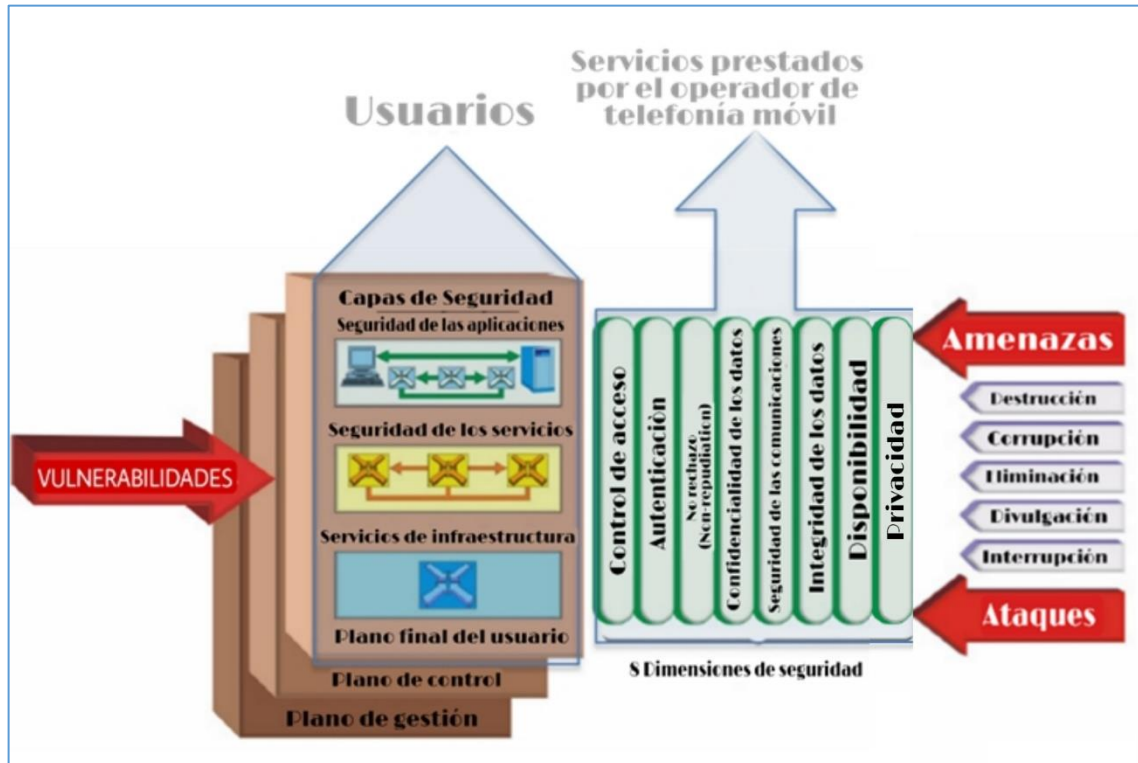 Usuarios
Servicios prestados
por el operador de
telefonía móvil
VULNERABILIDADES
Capas de Seguridad
Seguridad de las aplicaciones
Seguridad de los servicios
Servicios de infraestructura
Plano final del usuario
Plano de control
Plano de gestión
Control de acceso
Autenticación
No rechazo
(Non-repudiation)
Confidencialidad de los datos
Seguridad de las comunicaciones
Integridad de los datos
Disponibilidad
Privacidad
8 Dimensiones de seguridad
Amenazas
Destrucción
Corrupción
Eliminación
Divulgación
Interrupción
Ataques